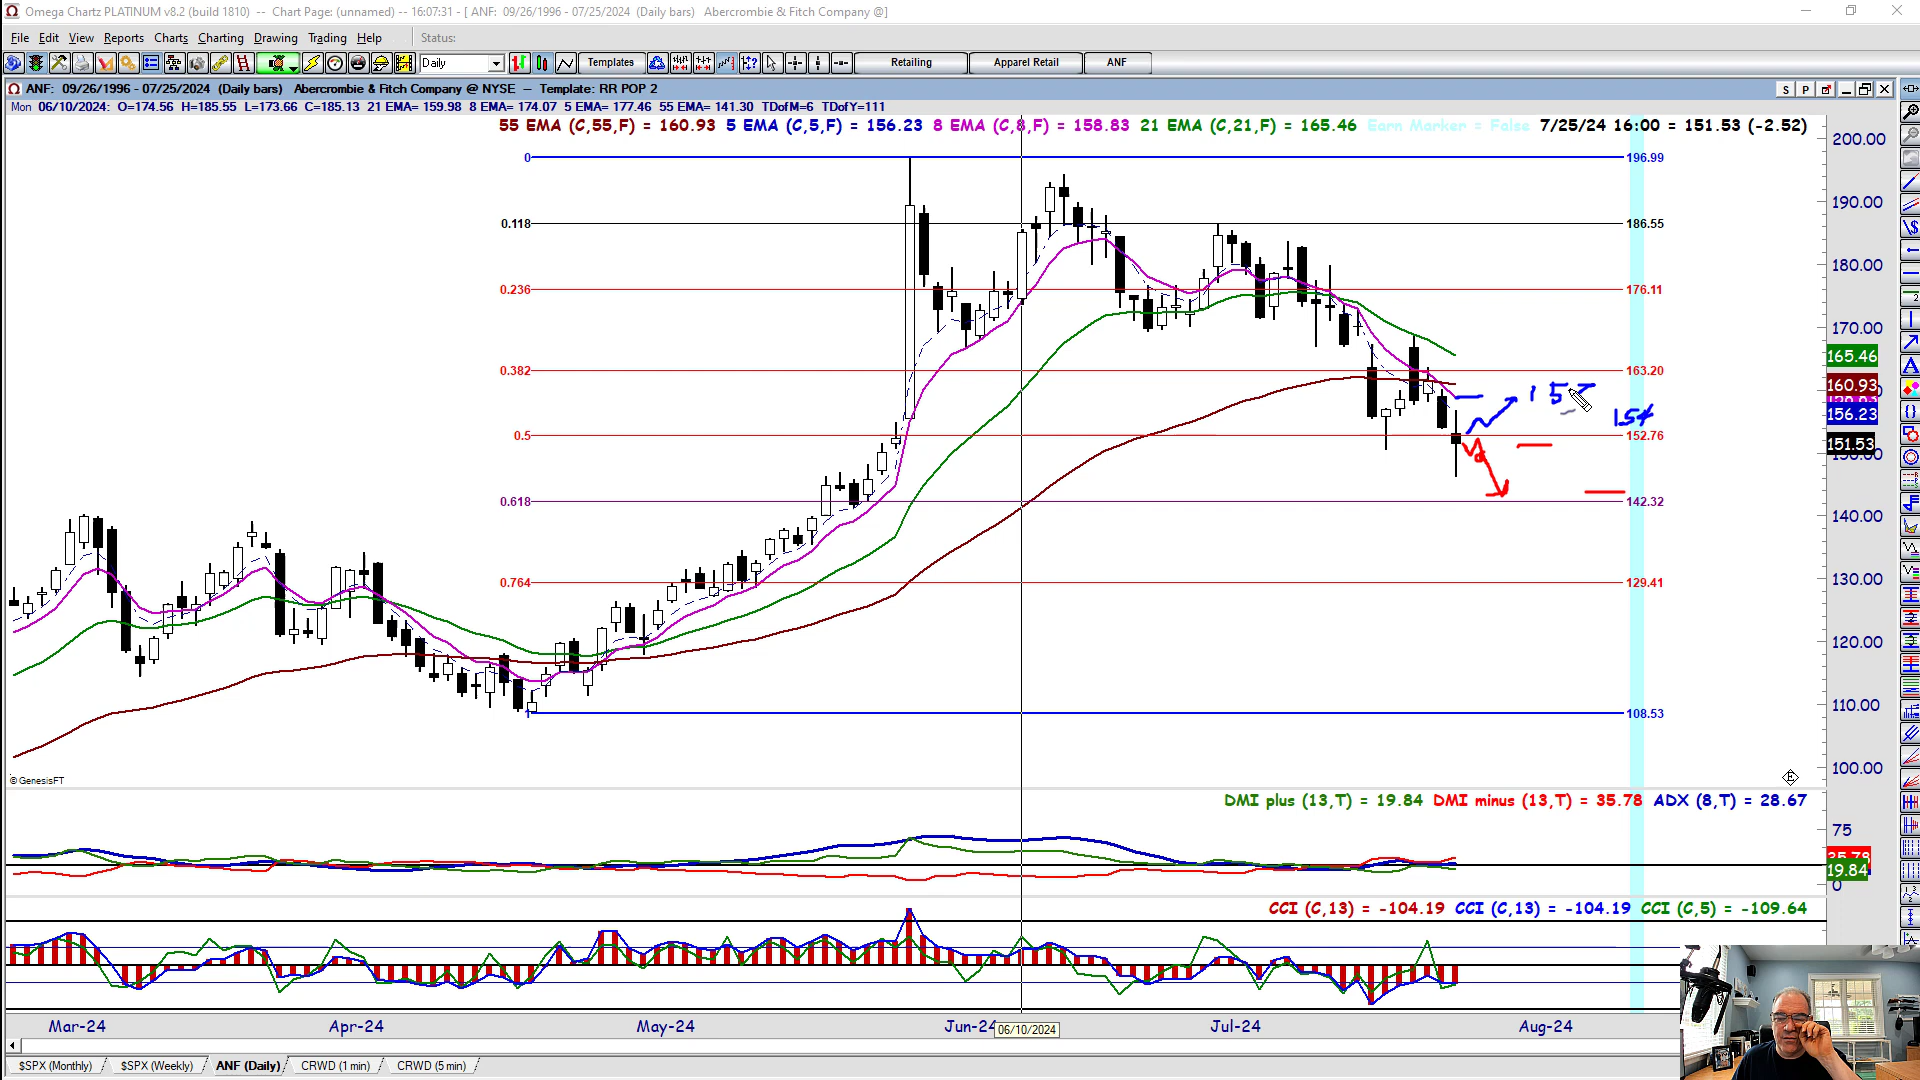 Omega Chartz PLATINUM v8.2 (build 1810) -- Chart Page: (unnamed) -- 16:07:31 - [ ANF: 09/26/1996 - 07/25/2024 (Daily bars) Abercrombie & Fitch Company @]
File Edit View Reports Charts Charting Drawing Trading Help Status:
Daily Templates Retailing Apparel Retail ANF
ANF: 09/26/1996 - 07/25/2024 (Daily bars) Abercrombie & Fitch Company @ NYSE -- Template: RR POP 2 S P
Mon 06/10/2024: O=174.56 H=185.55 L=173.66 C=185.13 21 EMA= 159.98 8 EMA= 174.07 5 EMA= 177.46 55 EMA= 141.30 TDofM=6 TDofY=111
55 EMA (C,55,F) = 160.93 5 EMA (C,5,F) = 156.23 8 EMA (C,8,F) = 158.83 21 EMA (C,21,F) = 165.46 Earn Marker = False 7/25/24 16:00 = 151.53 (-2.52)
200.00
0 196.99
190.00
0.118 186.55
180.00
0.236 176.11
170.00
165.46
0.382 163.20
160.93
156.23
154
0.5 152.76
151.53
0.618 142.32
140.00
130.00
0.764 129.41
120.00
110.00
1 108.53
100.00
© GenesisFT
E
DMI plus (13,T) = 19.84 DMI minus (13,T) = 35.78 ADX (8,T) = 28.67
75
35.78
19.84
0
CCI (C,13) = -104.19 CCI (C,13) = -104.19 CCI (C,5) = -109.64
Mar-24 Apr-24 May-24 Jun-24 06/10/2024 Jul-24 Aug-24
$SPX (Monthly) $SPX (Weekly) ANF (Daily) CRWD (1 min) CRWD (5 min)